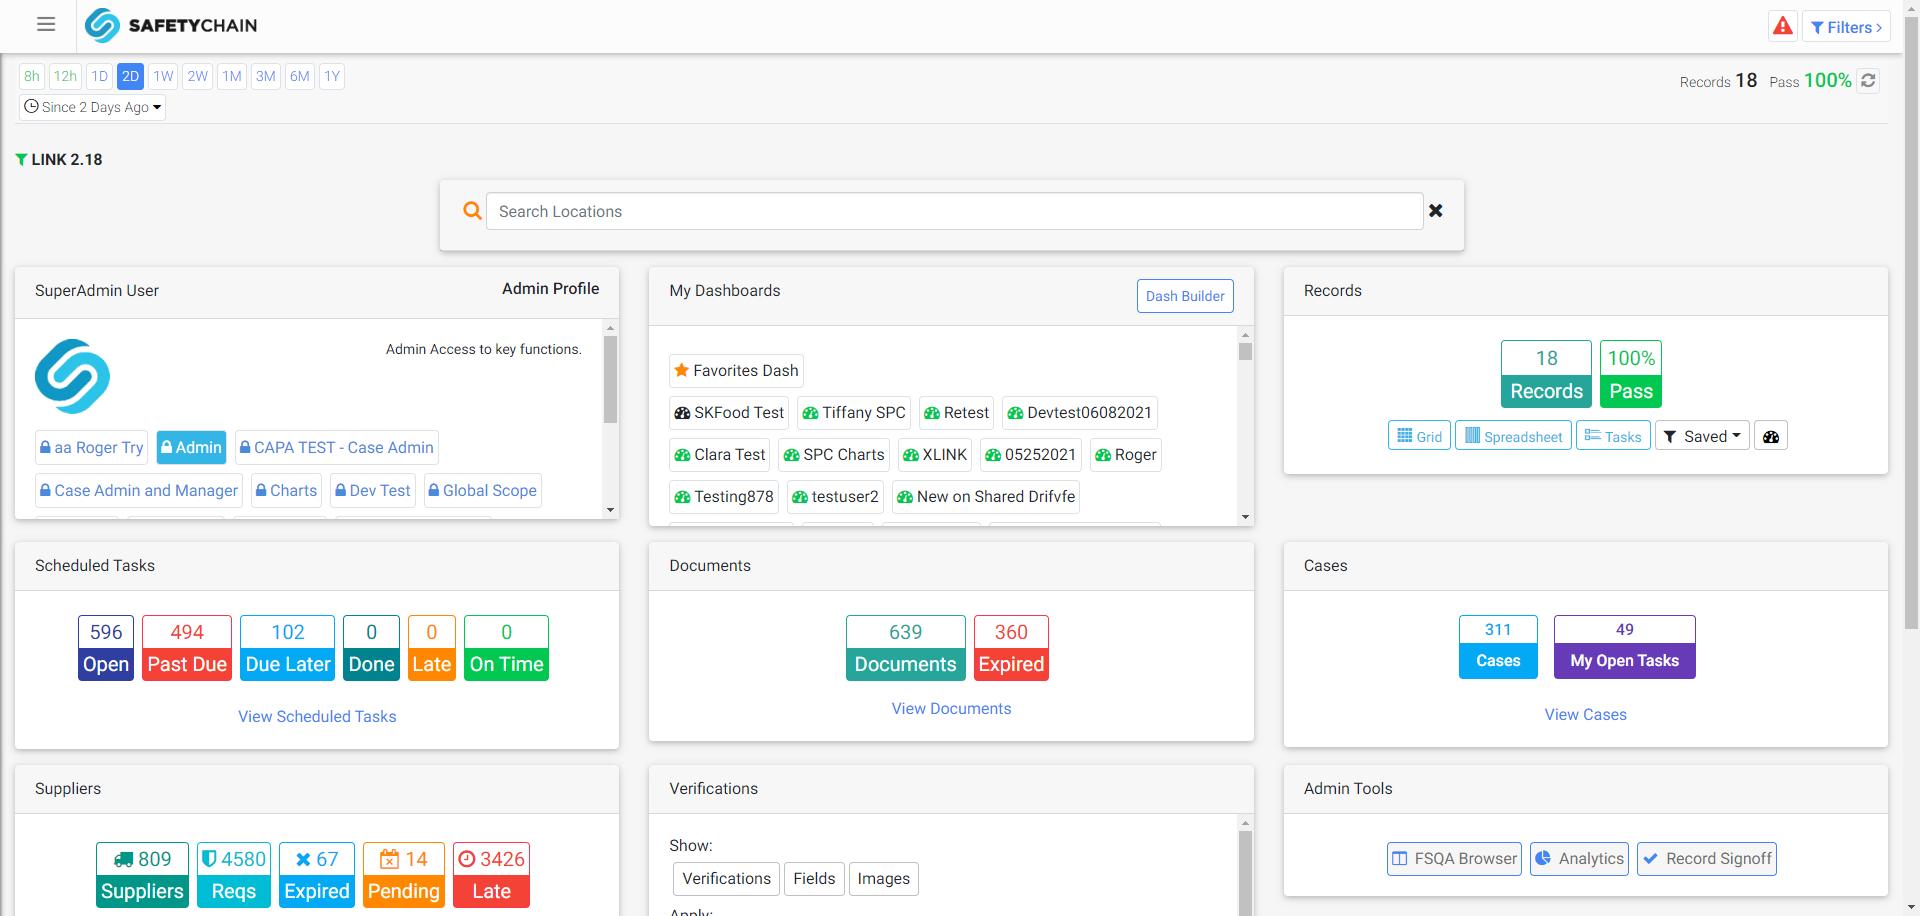 SAFETYCHAIN
Filters
8h 12h 1D 2D 1W 2W 1M 3M 6M 1Y
Since 2 Days Ago
Records 18 Pass 100%
LINK 2.18
Search Locations
SuperAdmin User Admin Profile
Admin Access to key functions.
aa Roger Try Admin CAPA TEST - Case Admin
Case Admin and Manager Charts Dev Test Global Scope
My Dashboards Dash Builder
Favorites Dash
SKFood Test Tiffany SPC Retest Devtest06082021
Clara Test SPC Charts XLINK 05252021 Roger
Testing878 testuser2 New on Shared Drifvfe
Records
18 100%
Records Pass
Grid Spreadsheet Tasks Saved
Scheduled Tasks
596 494 102 0 0 0
Open Past Due Due Later Done Late On Time
View Scheduled Tasks
Documents
639 360
Documents Expired
View Documents
Cases
311 49
Cases My Open Tasks
View Cases
Suppliers
809 4580 67 14 3426
Suppliers Reqs Expired Pending Late
Verifications
Show:
Verifications Fields Images
Apply:
Admin Tools
FSQA Browser Analytics Record Signoff